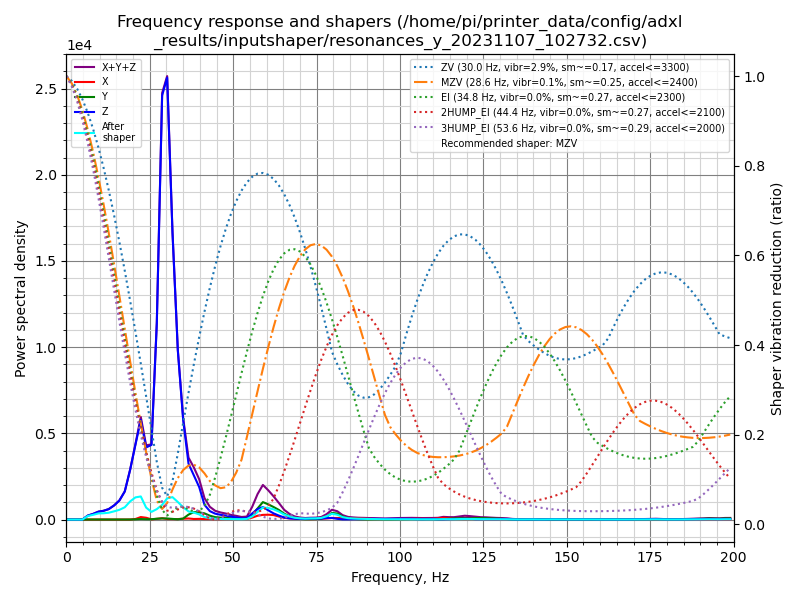 Frequency response and shapers (/home/pi/printer_data/config/adxl
_results/inputshaper/resonances_y_20231107_102732.csv)
1e4
X+Y+Z
X
Y
Z
After
shaper
ZV (30.0 Hz, vibr=2.9%, sm~=0.17, accel<=3300)
MZV (28.6 Hz, vibr=0.1%, sm~=0.25, accel<=2400)
EI (34.8 Hz, vibr=0.0%, sm~=0.27, accel<=2300)
2HUMP_EI (44.4 Hz, vibr=0.0%, sm~=0.27, accel<=2100)
3HUMP_EI (53.6 Hz, vibr=0.0%, sm~=0.29, accel<=2000)
Recommended shaper: MZV
2.5
2.0
1.5
1.0
0.5
0.0
Power spectral density
1.0
0.8
0.6
0.4
0.2
0.0
Shaper vibration reduction (ratio)
0 25 50 75 100 125 150 175 200
Frequency, Hz